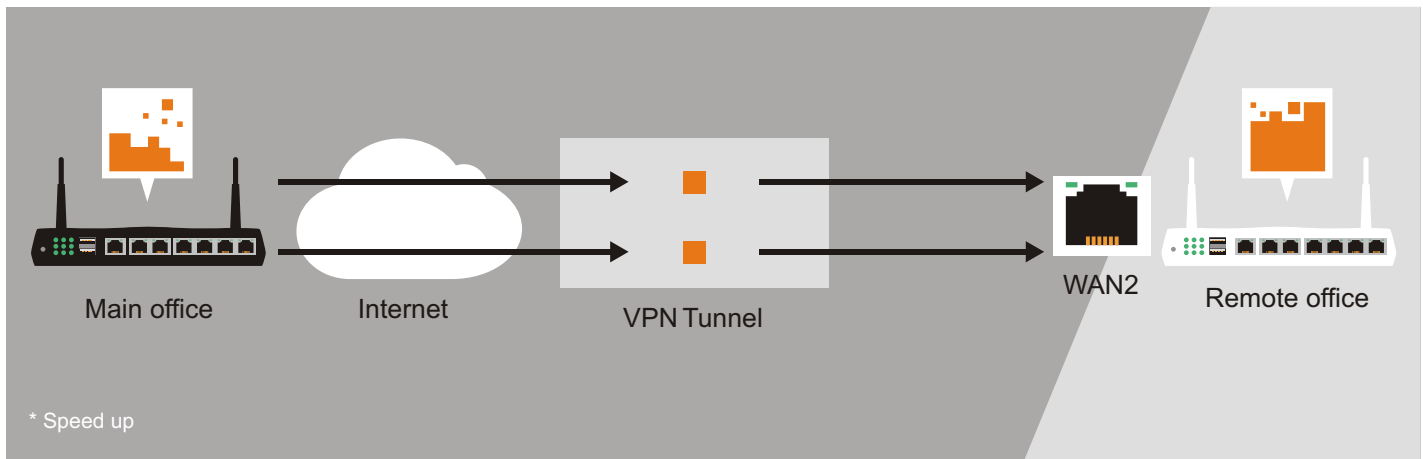 Main office
Internet
VPN Tunnel
WAN2
Remote office
* Speed up